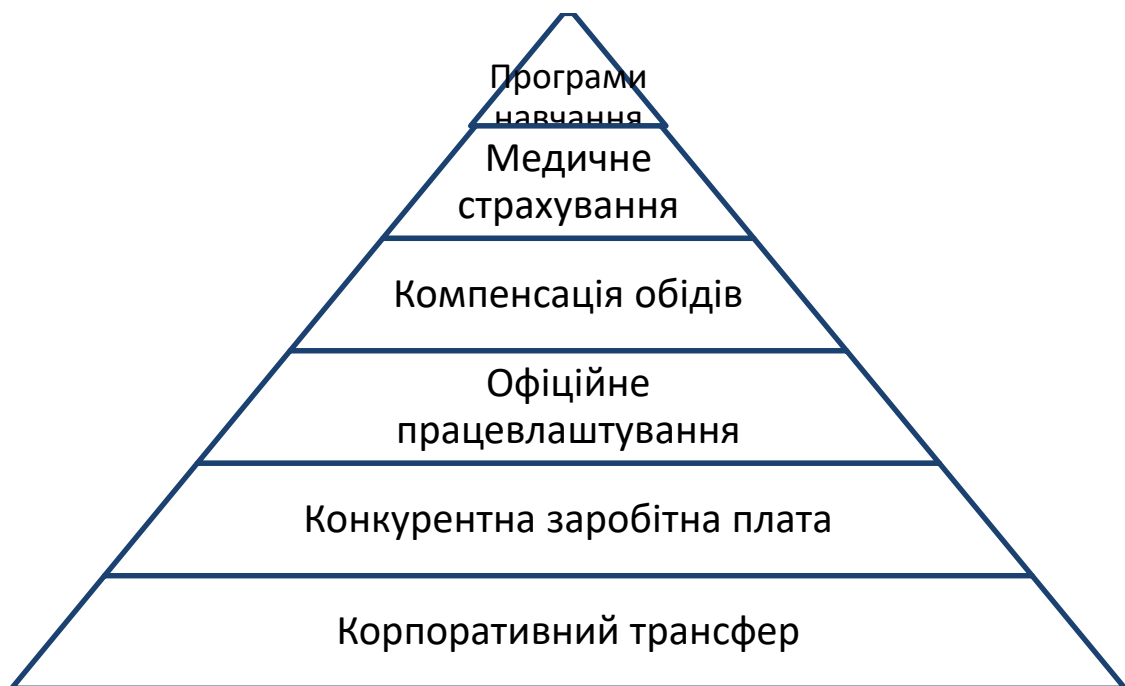 Програми
навчання
Медичне
страхування
Компенсація обідів
Офіційне
працевлаштування
Конкурентна заробітна плата
Корпоративний трансфер